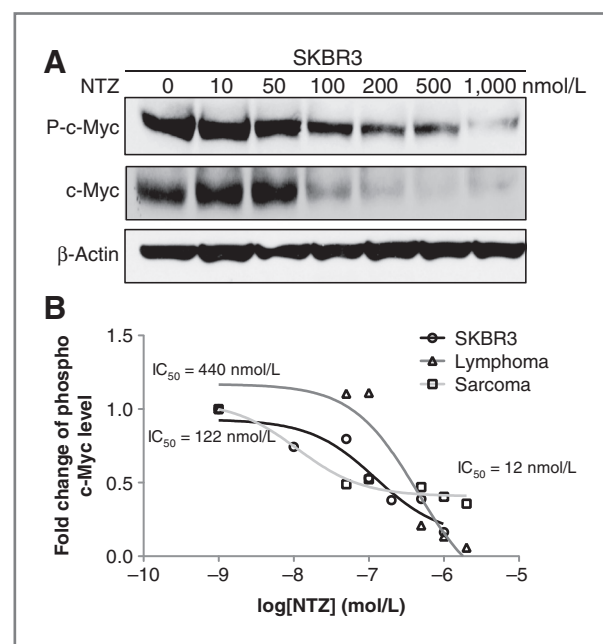 A
SKBR3
NTZ 0 10 50 100 200 500 1,000 nmol/L
P-c-Myc
c-Myc
β-Actin
B
1.5
1.0
0.5
0.0
Fold change of phospho
c-Myc level
IC50 = 440 nmol/L
IC50 = 122 nmol/L
IC50 = 12 nmol/L
SKBR3
Lymphoma
Sarcoma
–10 –9 –8 –7 –6 –5
log[NTZ] (mol/L)